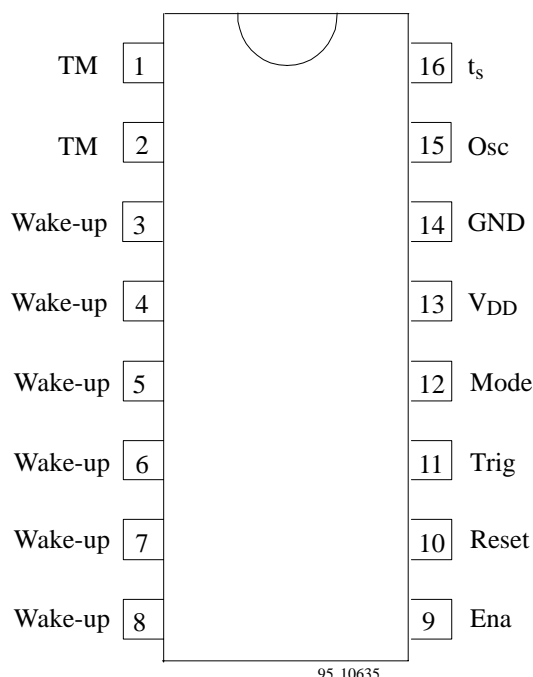 TM 1 16 ts
TM 2 15 Osc
Wake-up 3 14 GND
Wake-up 4 13 VDD
Wake-up 5 12 Mode
Wake-up 6 11 Trig
Wake-up 7 10 Reset
Wake-up 8 9 Ena
95 10635